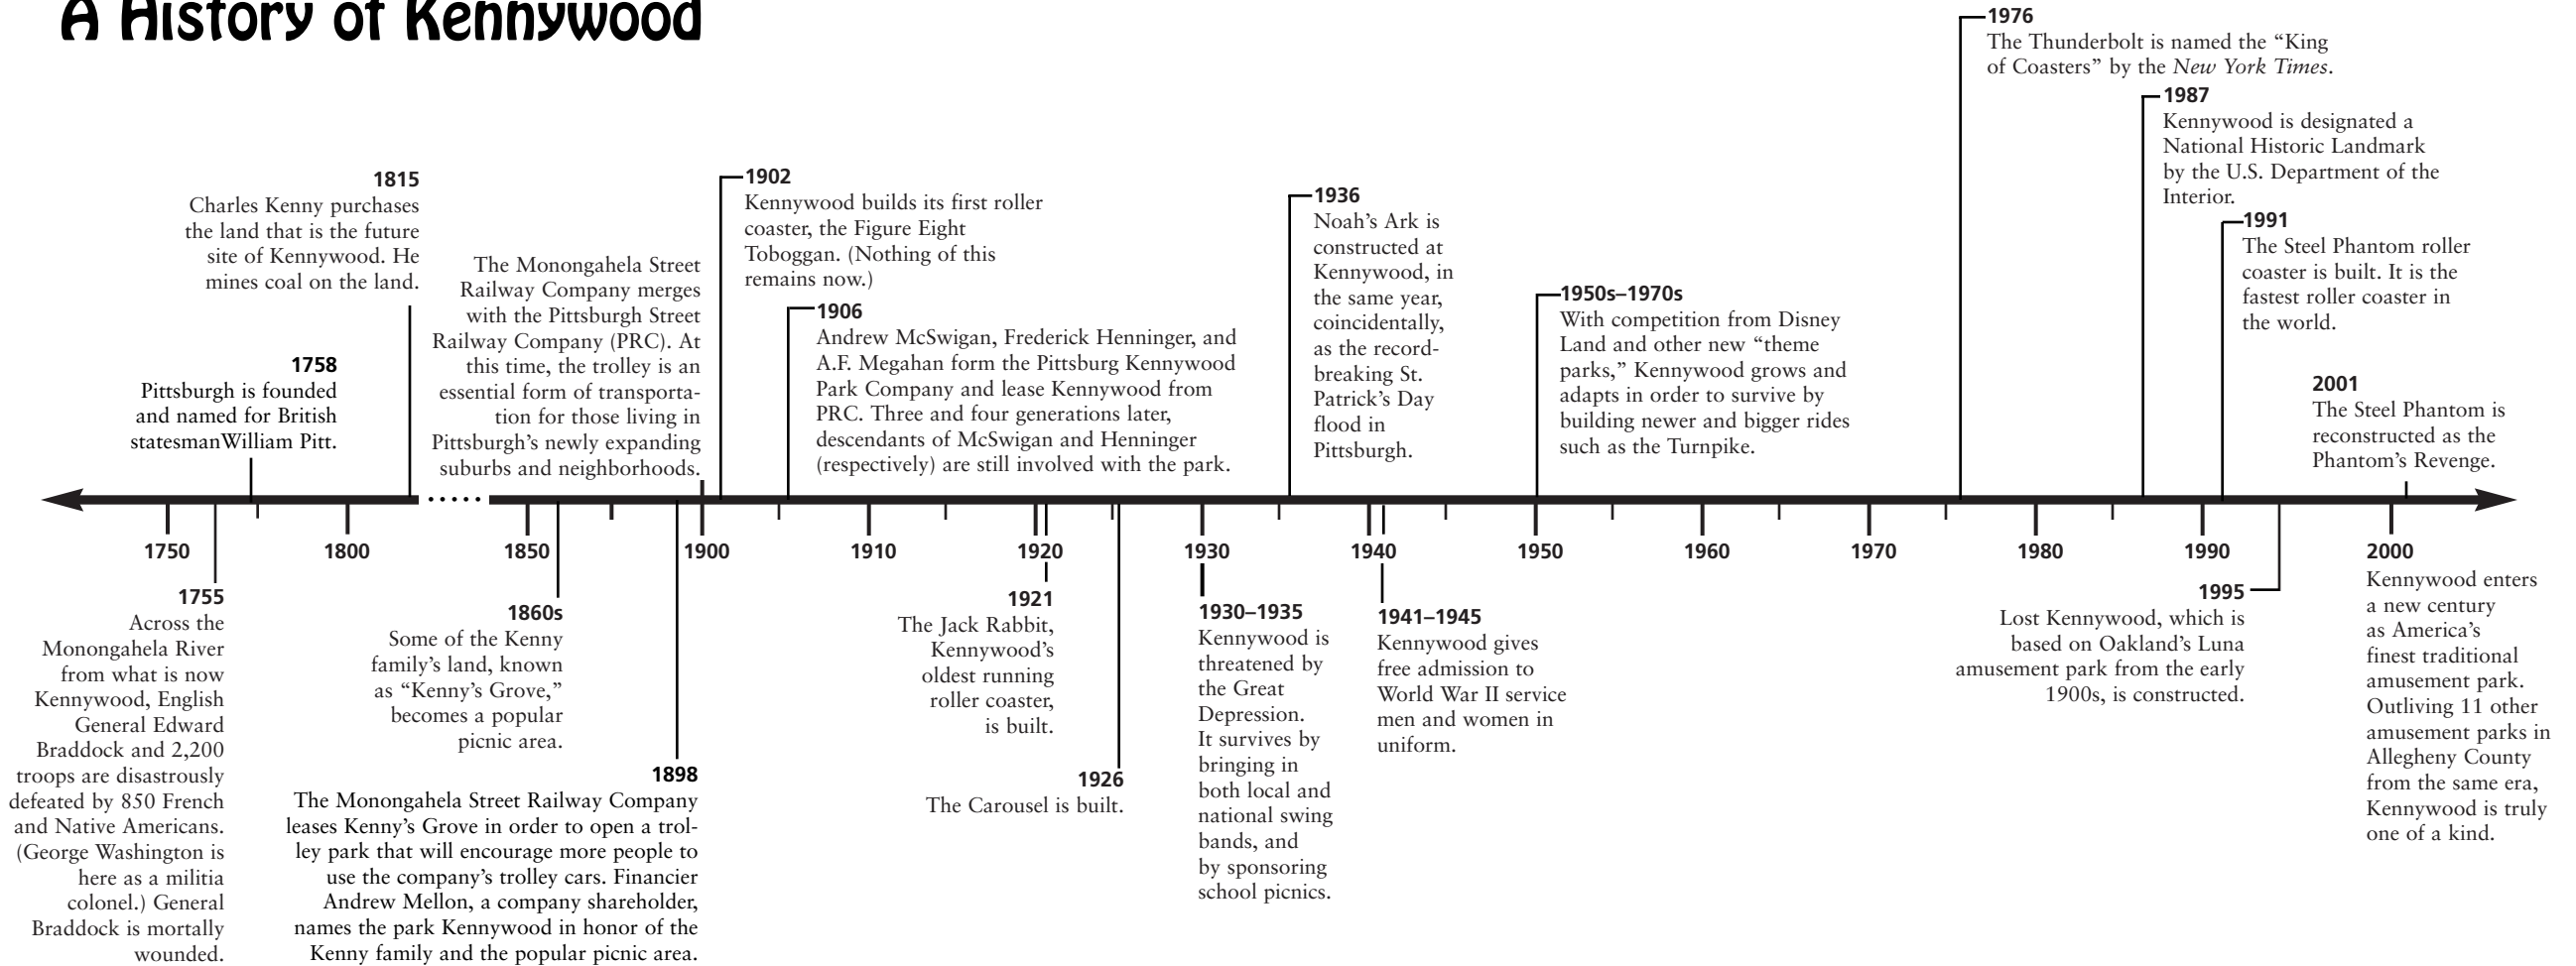 A History of Kennywood
1976
The Thunderbolt is named the “King
of Coasters” by the New York Times.
1987
Kennywood is designated a
National Historic Landmark
by the U.S. Department of the
Interior.
1991
The Steel Phantom roller
coaster is built. It is the
fastest roller coaster in
the world.
2001
The Steel Phantom is
reconstructed as the
Phantom’s Revenge.
1815
Charles Kenny purchases
the land that is the future
site of Kennywood. He
mines coal on the land.
1758
Pittsburgh is founded
and named for British
statesmanWilliam Pitt.
The Monongahela Street
Railway Company merges
with the Pittsburgh Street
Railway Company (PRC). At
this time, the trolley is an
essential form of transporta-
tion for those living in
Pittsburgh’s newly expanding
suburbs and neighborhoods.
1902
Kennywood builds its first roller
coaster, the Figure Eight
Toboggan. (Nothing of this
remains now.)
1906
Andrew McSwigan, Frederick Henninger, and
A.F. Megahan form the Pittsburg Kennywood
Park Company and lease Kennywood from
PRC. Three and four generations later,
descendants of McSwigan and Henninger
(respectively) are still involved with the park.
1936
Noah’s Ark is
constructed at
Kennywood, in
the same year,
coincidentally,
as the record-
breaking St.
Patrick’s Day
flood in
Pittsburgh.
1950s–1970s
With competition from Disney
Land and other new “theme
parks,” Kennywood grows and
adapts in order to survive by
building newer and bigger rides
such as the Turnpike.
1750 1800 1850 1900 1910 1920 1930 1940 1950 1960 1970 1980 1990 2000
1755
Across the
Monongahela River
from what is now
Kennywood, English
General Edward
Braddock and 2,200
troops are disastrously
defeated by 850 French
and Native Americans.
(George Washington is
here as a militia
colonel.) General
Braddock is mortally
wounded.
1860s
Some of the Kenny
family’s land, known
as “Kenny’s Grove,”
becomes a popular
picnic area.
1898
The Monongahela Street Railway Company
leases Kenny’s Grove in order to open a trol-
ley park that will encourage more people to
use the company’s trolley cars. Financier
Andrew Mellon, a company shareholder,
names the park Kennywood in honor of the
Kenny family and the popular picnic area.
1921
The Jack Rabbit,
Kennywood’s
oldest running
roller coaster,
is built.
1926
The Carousel is built.
1930–1935
Kennywood is
threatened by
the Great
Depression.
It survives by
bringing in
both local and
national swing
bands, and
by sponsoring
school picnics.
1941–1945
Kennywood gives
free admission to
World War II service
men and women in
uniform.
1995
Lost Kennywood, which is
based on Oakland’s Luna
amusement park from the early
1900s, is constructed.
Kennywood enters
a new century
as America’s
finest traditional
amusement park.
Outliving 11 other
amusement parks in
Allegheny County
from the same era,
Kennywood is truly
one of a kind.